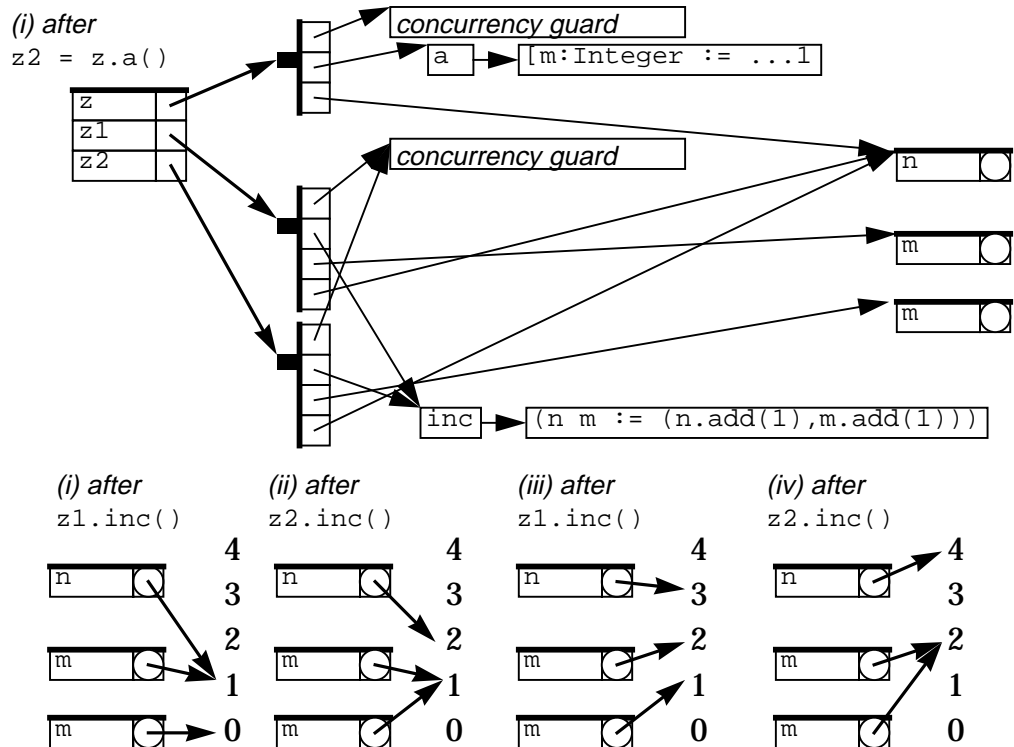 (i) after
z2 = z.a()
concurrency guard
a
[m:Integer := ...1
z
z1
z2
concurrency guard
n
m
m
inc
(n m := (n.add(1),m.add(1)))
(i) after
z1.inc()
4
n
3
2
m
1
m
0
(ii) after
z2.inc()
4
n
3
2
m
1
m
0
(iii) after
z1.inc()
4
n
3
2
m
1
m
0
(iv) after
z2.inc()
4
n
3
2
m
1
m
0